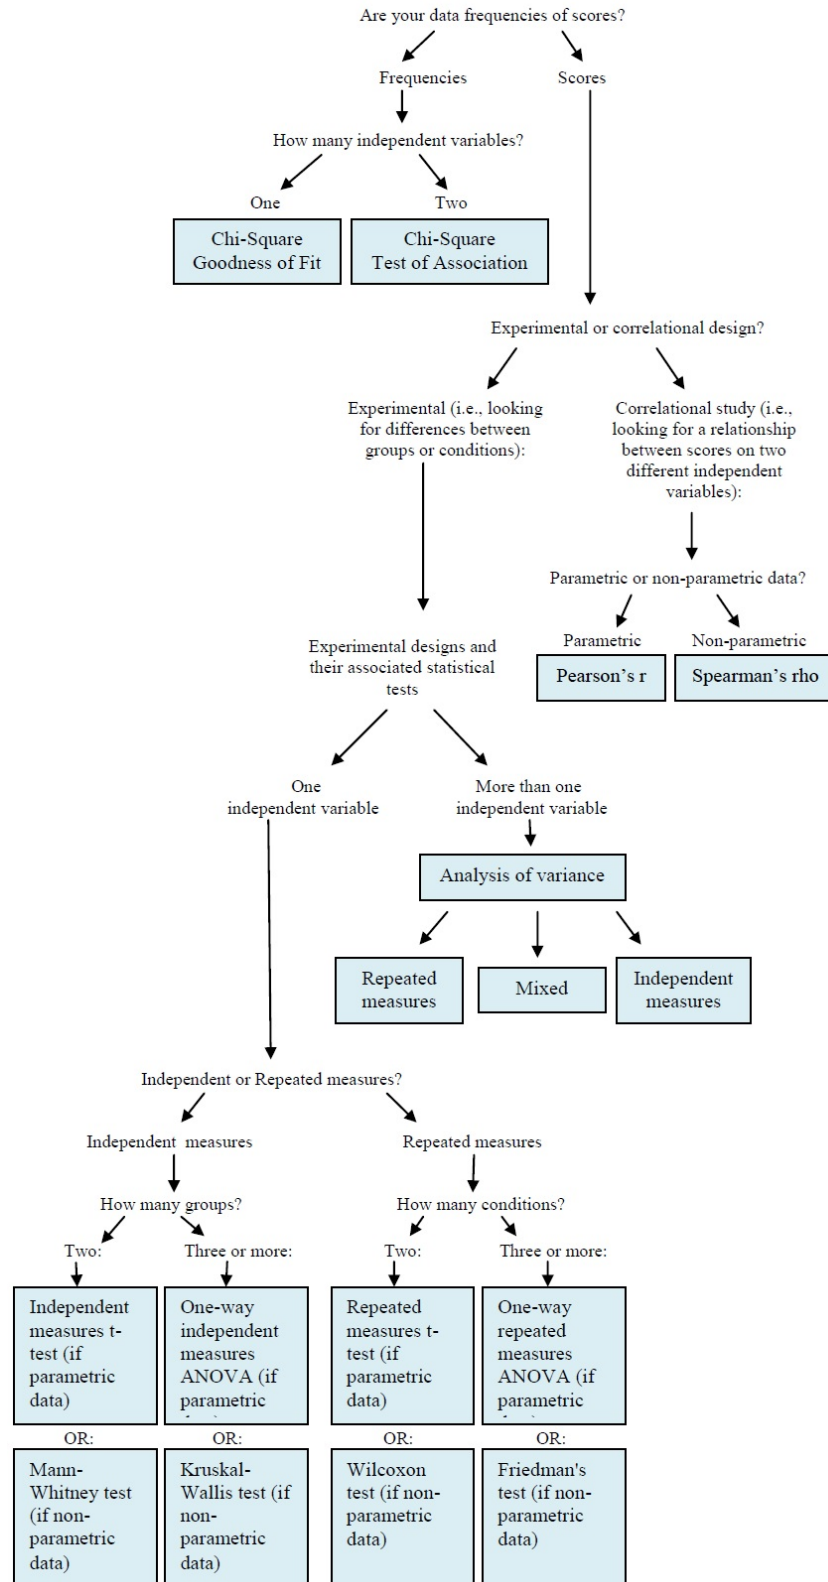 Are your data frequencies of scores?
Frequencies
Scores
How many independent variables?
One
Two
Chi-Square
Goodness of Fit
Chi-Square
Test of Association
Experimental or correlational design?
Experimental (i.e., looking
for differences between
groups or conditions):
Correlational study (i.e.,
looking for a relationship
between scores on two
different independent
variables):
Parametric or non-parametric data?
Parametric
Non-parametric
Pearson's r
Spearman's rho
Experimental designs and
their associated statistical
tests
One
independent variable
More than one
independent variable
Analysis of variance
Repeated
measures
Mixed
Independent
measures
Independent or Repeated measures?
Independent measures
Repeated measures
How many groups?
How many conditions?
Two:
Three or more:
Two:
Three or more:
Independent
measures t-
test (if
parametric
data)
One-way
independent
measures
ANOVA (if
parametric
Repeated
measures t-
test (if
parametric
data)
One-way
repeated
measures
ANOVA (if
parametric
OR:
OR:
OR:
OR:
Mann-
Whitney test
(if non-
parametric
data)
Kruskal-
Wallis test (if
non-
parametric
data)
Wilcoxon
test (if non-
parametric
data)
Friedman's
test (if non-
parametric
data)